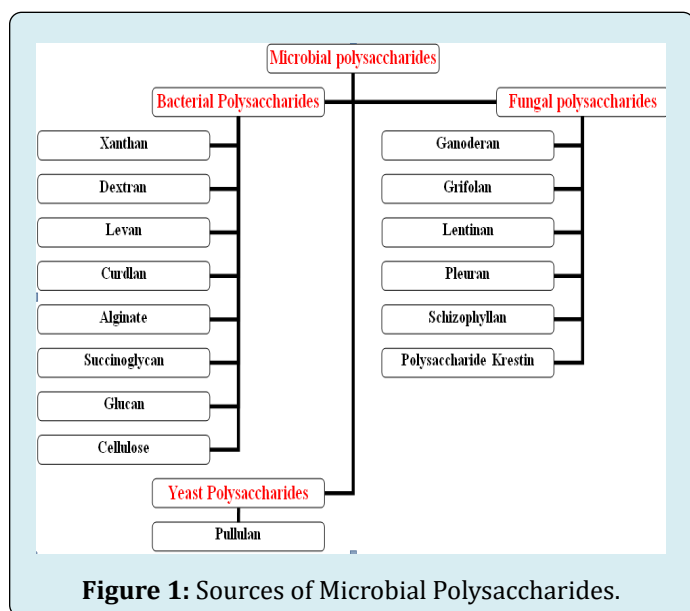 Microbial polysaccharides
Bacterial Polysaccharides
Fungal polysaccharides
Xanthan
Dextran
Levan
Curdlan
Alginate
Succinoglycan
Glucan
Cellulose
Ganoderan
Grifolan
Lentinan
Pleuran
Schizophyllan
Polysaccharide Krestin
Yeast Polysaccharides
Pullulan
Figure 1: Sources of Microbial Polysaccharides.